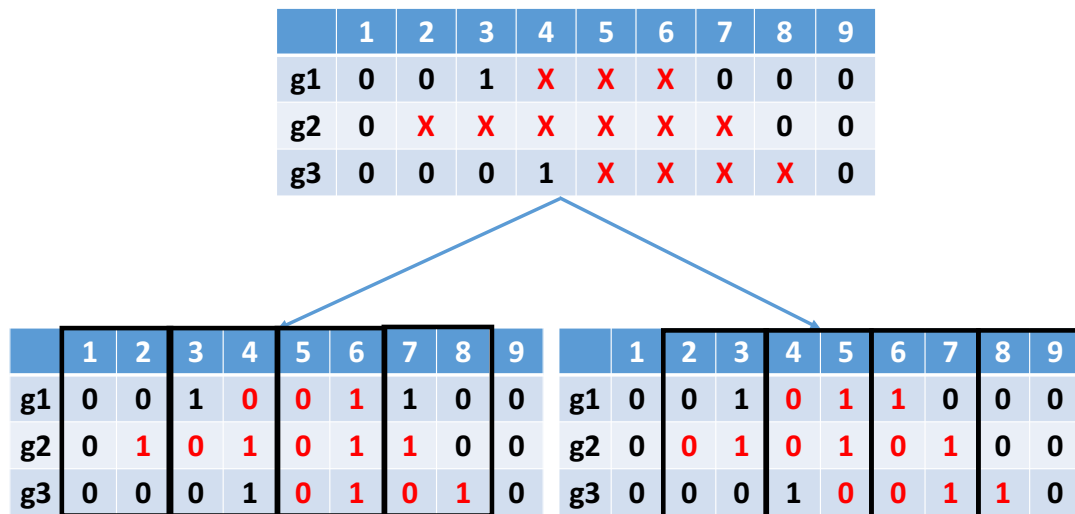 1 2 3 4 5 6 7 8 9
g1 0 0 1 X X X 0 0 0
g2 0 X X X X X X 0 0
g3 0 0 0 1 X X X X 0
1 2 3 4 5 6 7 8 9
g1 0 0 1 0 0 1 1 0 0
g2 0 1 0 1 0 1 1 0 0
g3 0 0 0 1 0 1 0 1 0
1 2 3 4 5 6 7 8 9
g1 0 0 1 0 1 1 0 0 0
g2 0 0 1 0 1 0 1 0 0
g3 0 0 0 1 0 0 1 1 0